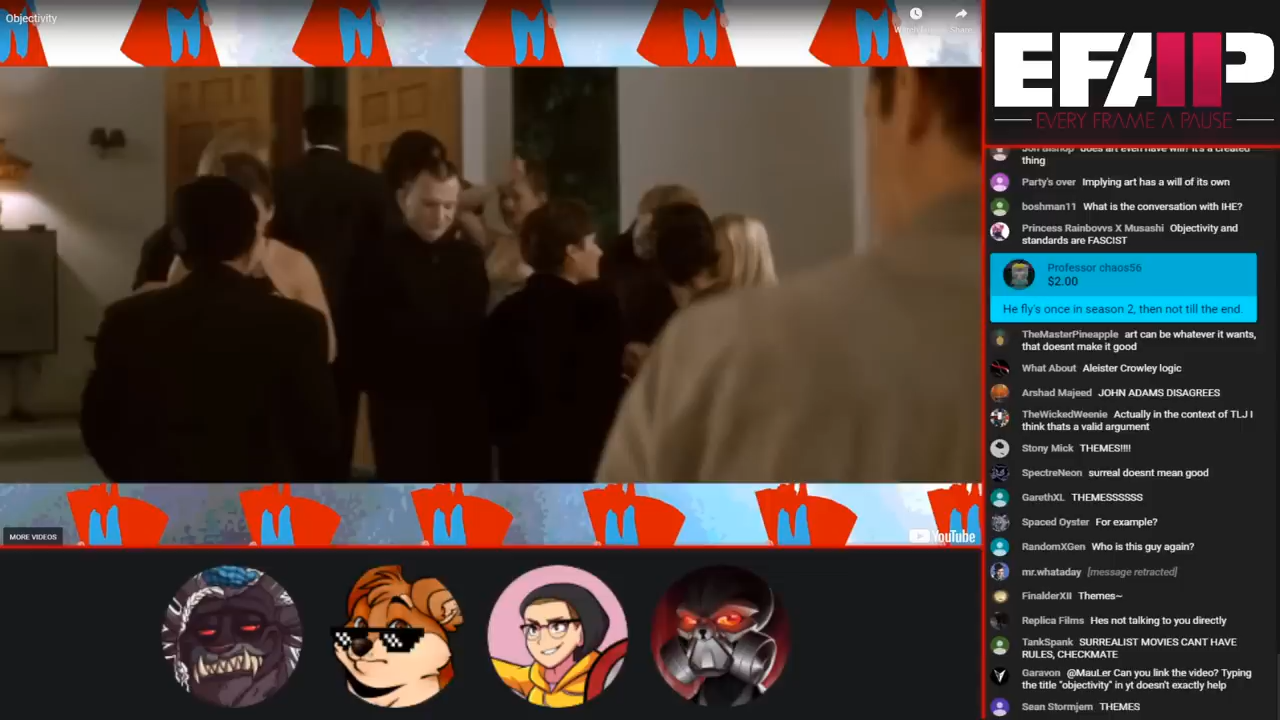 Objectivity
Share
EFAP
EVERY FRAME A PAUSE
Jon Bishop does art even have will? It's a created
thing
Party's over Implying art has a will of its own
boshman11 What is the conversation with IHE?
Princess Rainbovvs X Musashi Objectivity and
standards are FASCIST
Professor chaos56
$2.00
He fly's once in season 2, then not till the end.
TheMasterPineapple art can be whatever it wants,
that doesnt make it good
What About Aleister Crowley logic
Arshad Majeed JOHN ADAMS DISAGREES
TheWickedWeenie Actually in the context of TLJ I
think thats a valid argument
Stony Mick THEMES!!!!
SpectreNeon surreal doesnt mean good
GarethXL THEMESSSSSS
Spaced Oyster For example?
RandomXGen Who is this guy again?
mr.whataday [message retracted]
FinalderXII Themes~
Replica Films Hes not talking to you directly
TankSpank SURREALIST MOVIES CANT HAVE
RULES, CHECKMATE
Garavon @MauLer Can you link the video? Typing
the title "objectivity" in yt doesn't exactly help
Sean Stormjem THEMES
MORE VIDEOS
YouTube